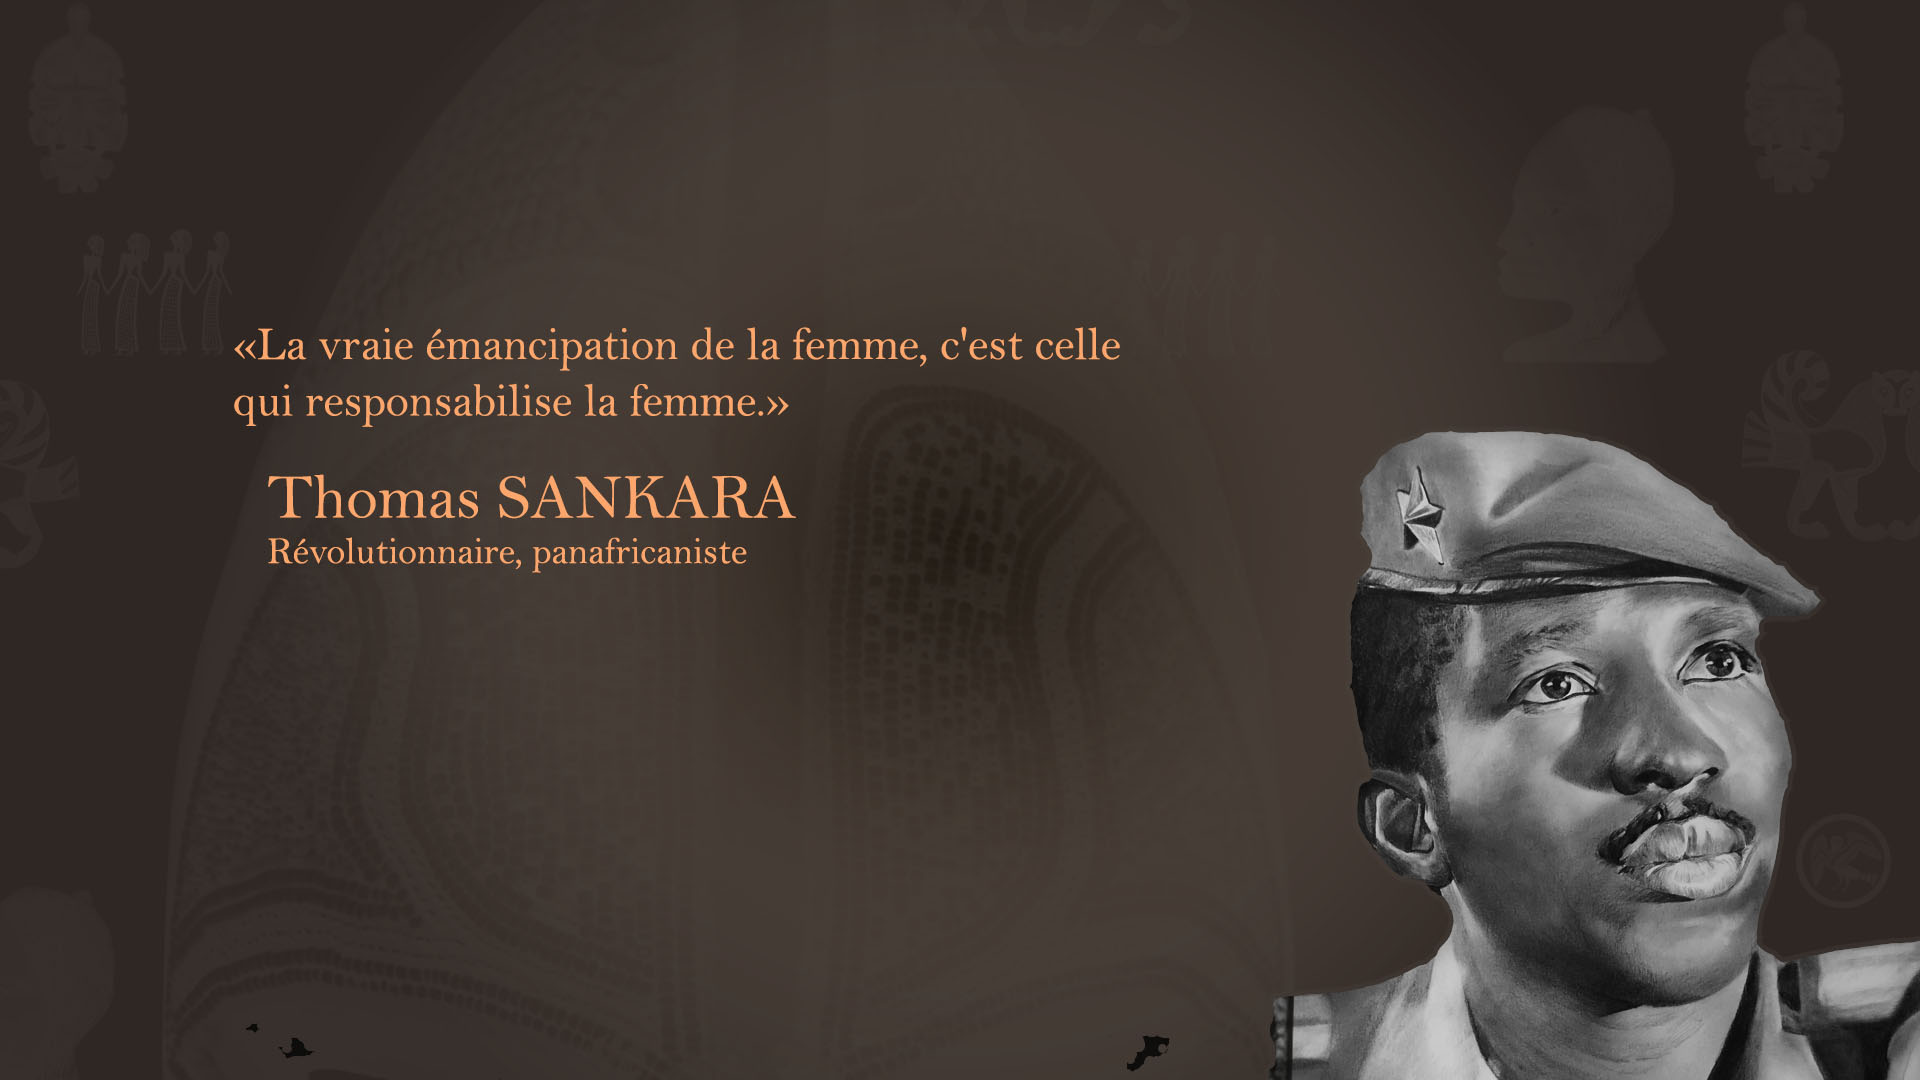 «La vraie émancipation de la femme, c'est celle
qui responsabilise la femme.»
Thomas SANKARA
Révolutionnaire, panafricaniste